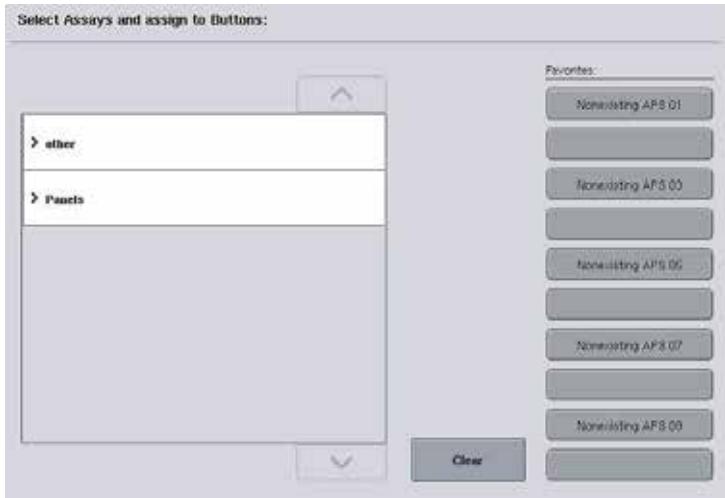 Select Assays and assign to Buttons:
Favorites:
Nonexisting APS 01
> other
Nonexisting APS 03
> Panels
Nonexisting APS 05
Nonexisting APS 07
Nonexisting APS 09
Clear